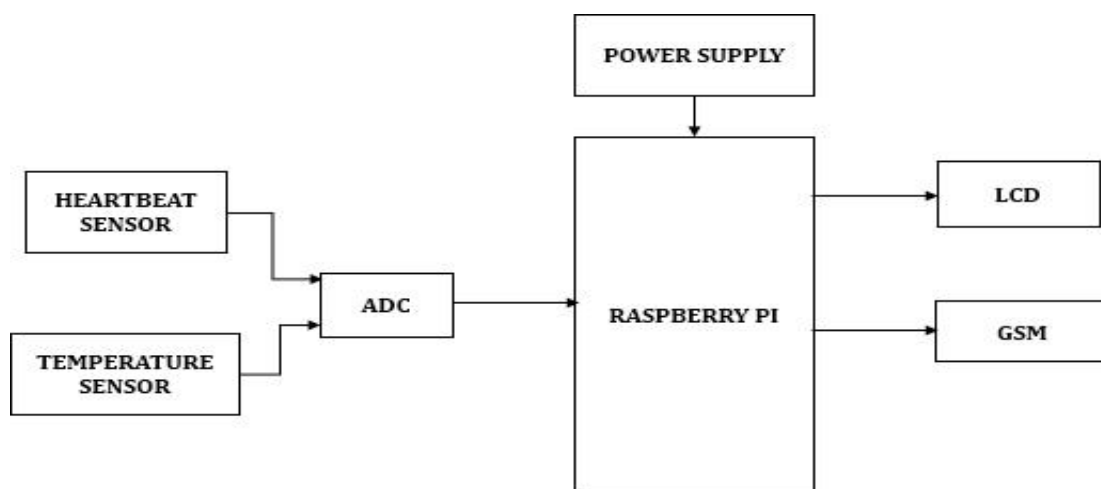 POWER SUPPLY
HEARTBEAT
SENSOR
LCD
ADC
RASPBERRY PI
GSM
TEMPERATURE
SENSOR